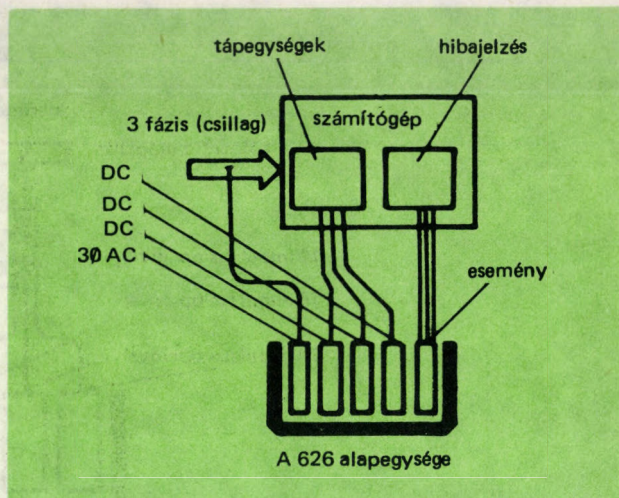 tápegységek
hibajelzés
3 fázis (csillag)
számítógép
DC
DC
DC
3Ø AC
esemény
A 626 alapegysége